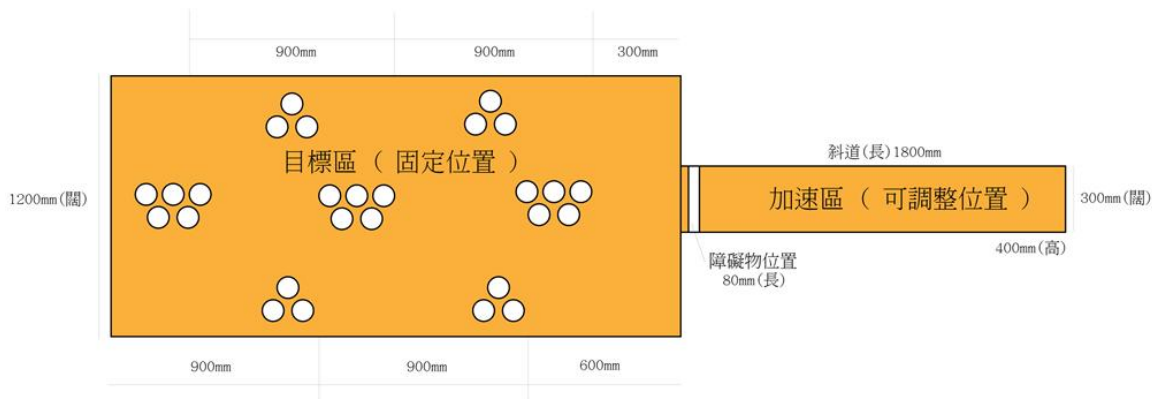 900mm
900mm
300mm
目標區（固定位置）
1200mm(闊)
斜道(長)1800mm
加速區（可調整位置）
300mm(闊)
400mm(高)
障礙物位置
80mm(長)
900mm
900mm
600mm